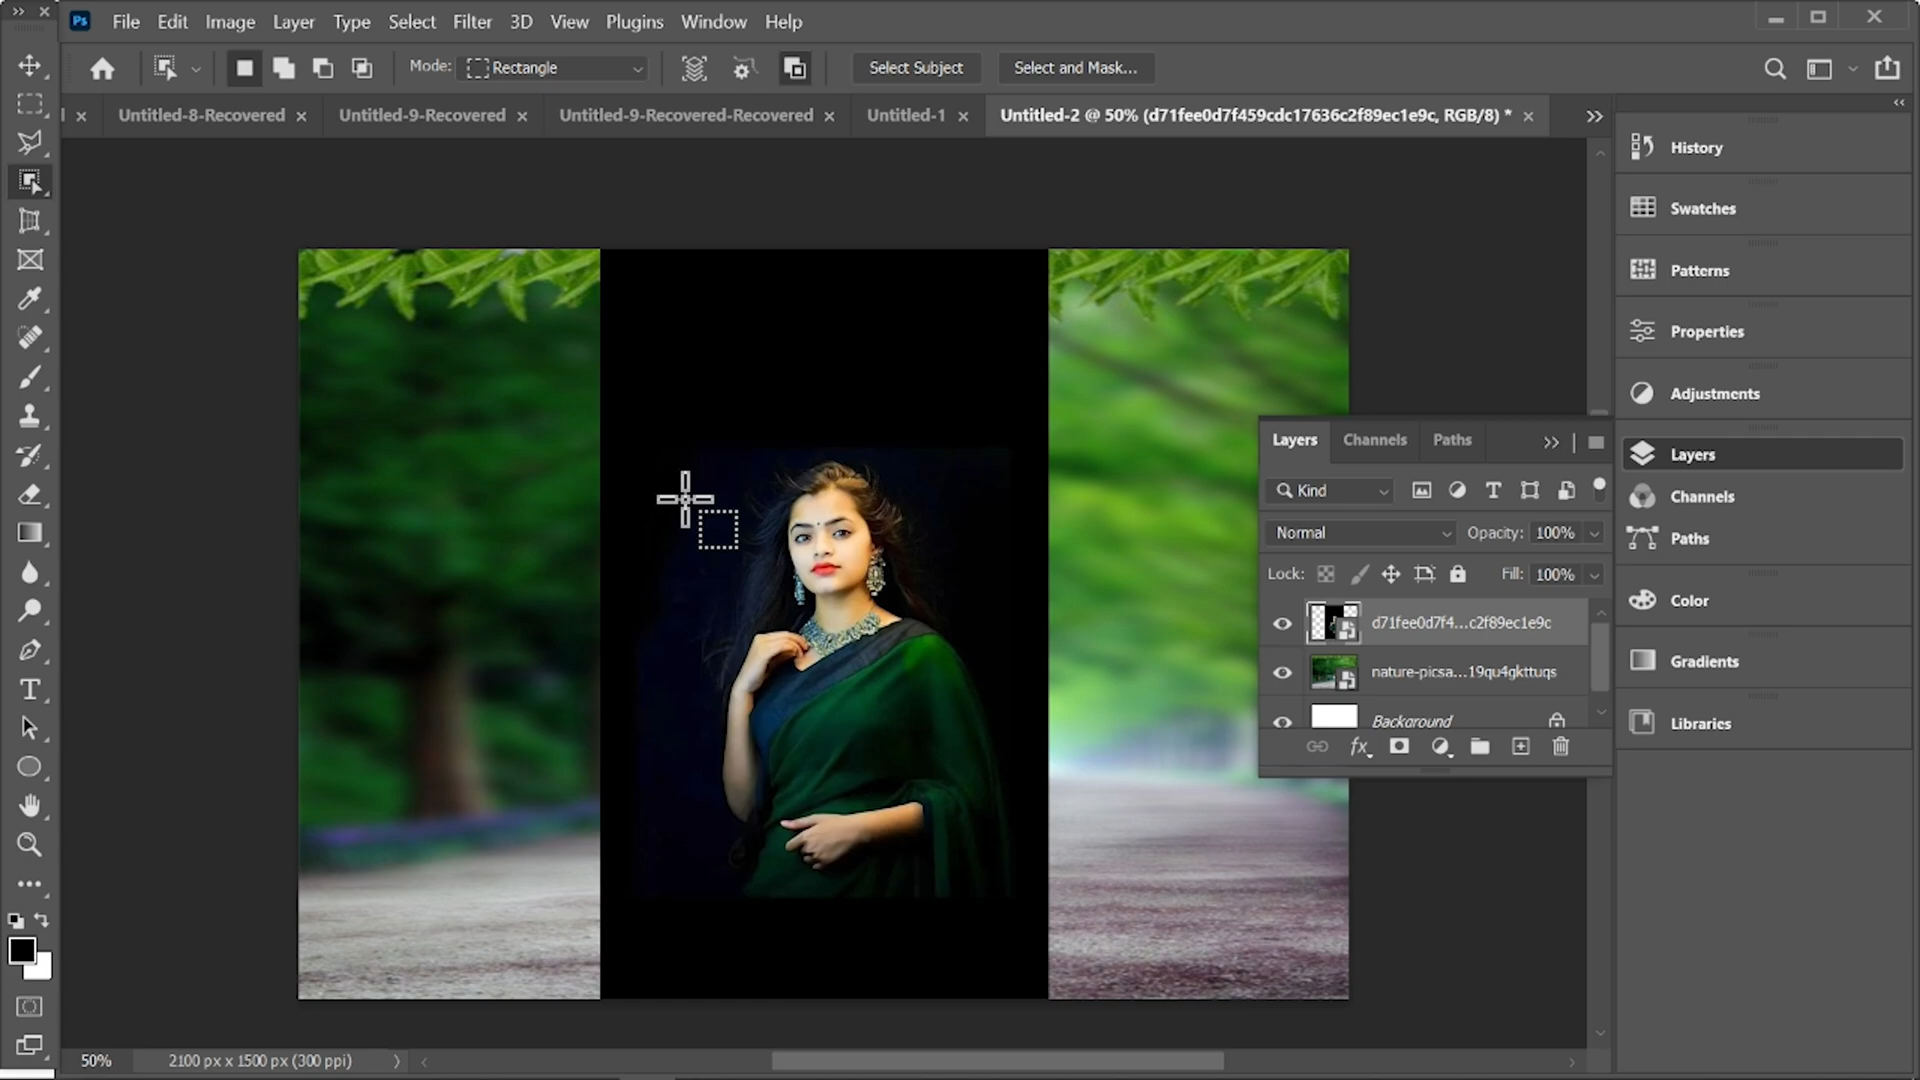 Ps File Edit Image Layer Type Select Filter 3D View Plugins Window Help
Mode: Rectangle Select Subject Select and Mask...
Untitled-8-Recovered Untitled-9-Recovered Untitled-9-Recovered-Recovered Untitled-1 Untitled-2 @ 50% (d71fee0d7f459cdc17636c2f89ec1e9c, RGB/8) *
History
Swatches
Patterns
Properties
Adjustments
Layers
Channels
Paths
Color
Gradients
Libraries
Layers Channels Paths
Kind
Normal Opacity: 100%
Lock: Fill: 100%
d71fee0d7f4...c2f89ec1e9c
nature-picsa...19qu4gkttuqs
Background
fx
50% 2100 px x 1500 px (300 ppi)